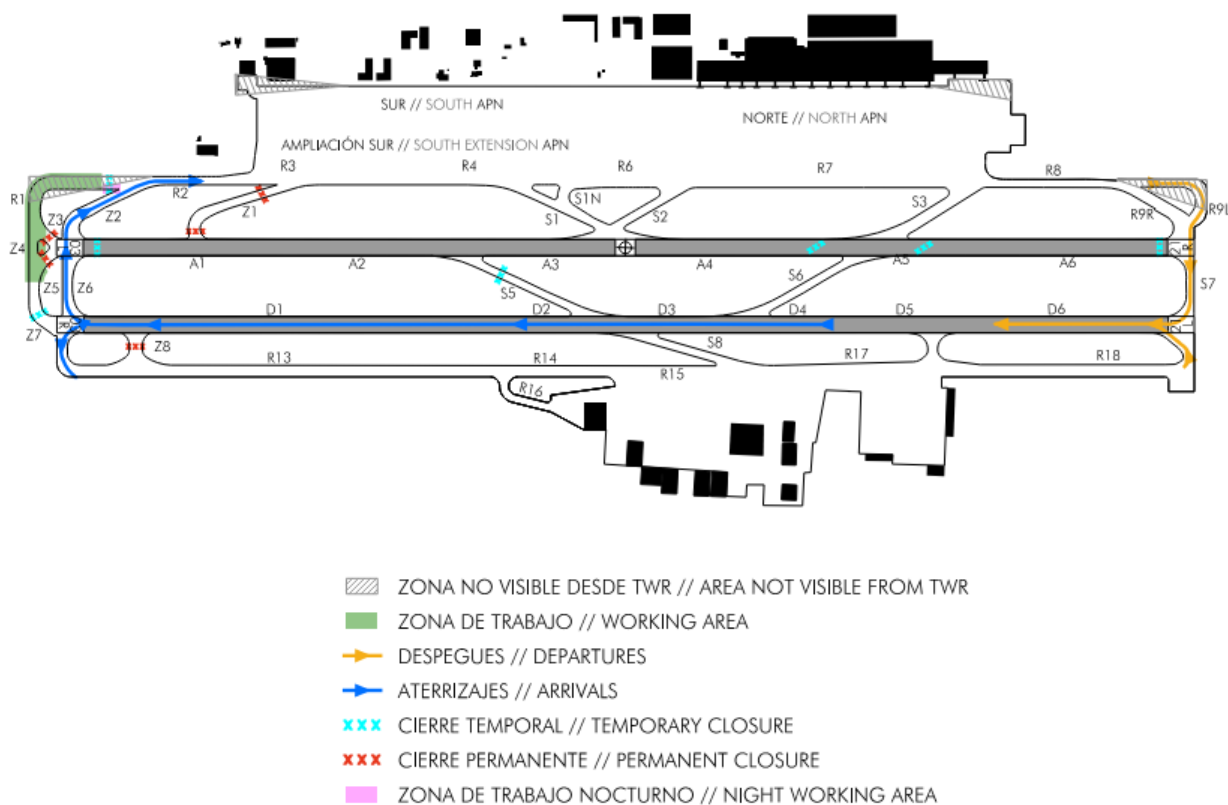 SUR // SOUTH APN
NORTE // NORTH APN
AMPLIACIÓN SUR // SOUTH EXTENSION APN
R3
R4
R6
R7
R8
R1
R2
Z1
Z2
Z3
S1
S1N
S2
S3
R9R
R9L
Z4
03
L
21
R
A1
A2
A3
A4
A5
A6
Z5
Z6
S5
S6
S7
D1
D2
D3
D4
D5
D6
Z7
R
L
Z8
R13
R14
R15
S8
R17
R18
R16
ZONA NO VISIBLE DESDE TWR // AREA NOT VISIBLE FROM TWR
ZONA DE TRABAJO // WORKING AREA
DESPEGUES // DEPARTURES
ATERRIZAJES // ARRIVALS
CIERRE TEMPORAL // TEMPORARY CLOSURE
CIERRE PERMANENTE // PERMANENT CLOSURE
ZONA DE TRABAJO NOCTURNO // NIGHT WORKING AREA